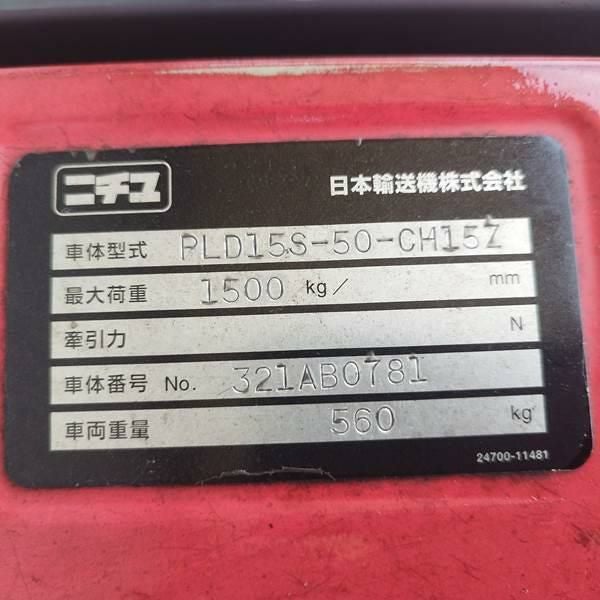 ニチユ 日本輸送機株式会社
車体型式 PLD15S-50-CH15Z
最大荷重 1500 kg/ mm
牽引力 N
車体番号 No. 321AB0781
車両重量 560 kg
24700-11481